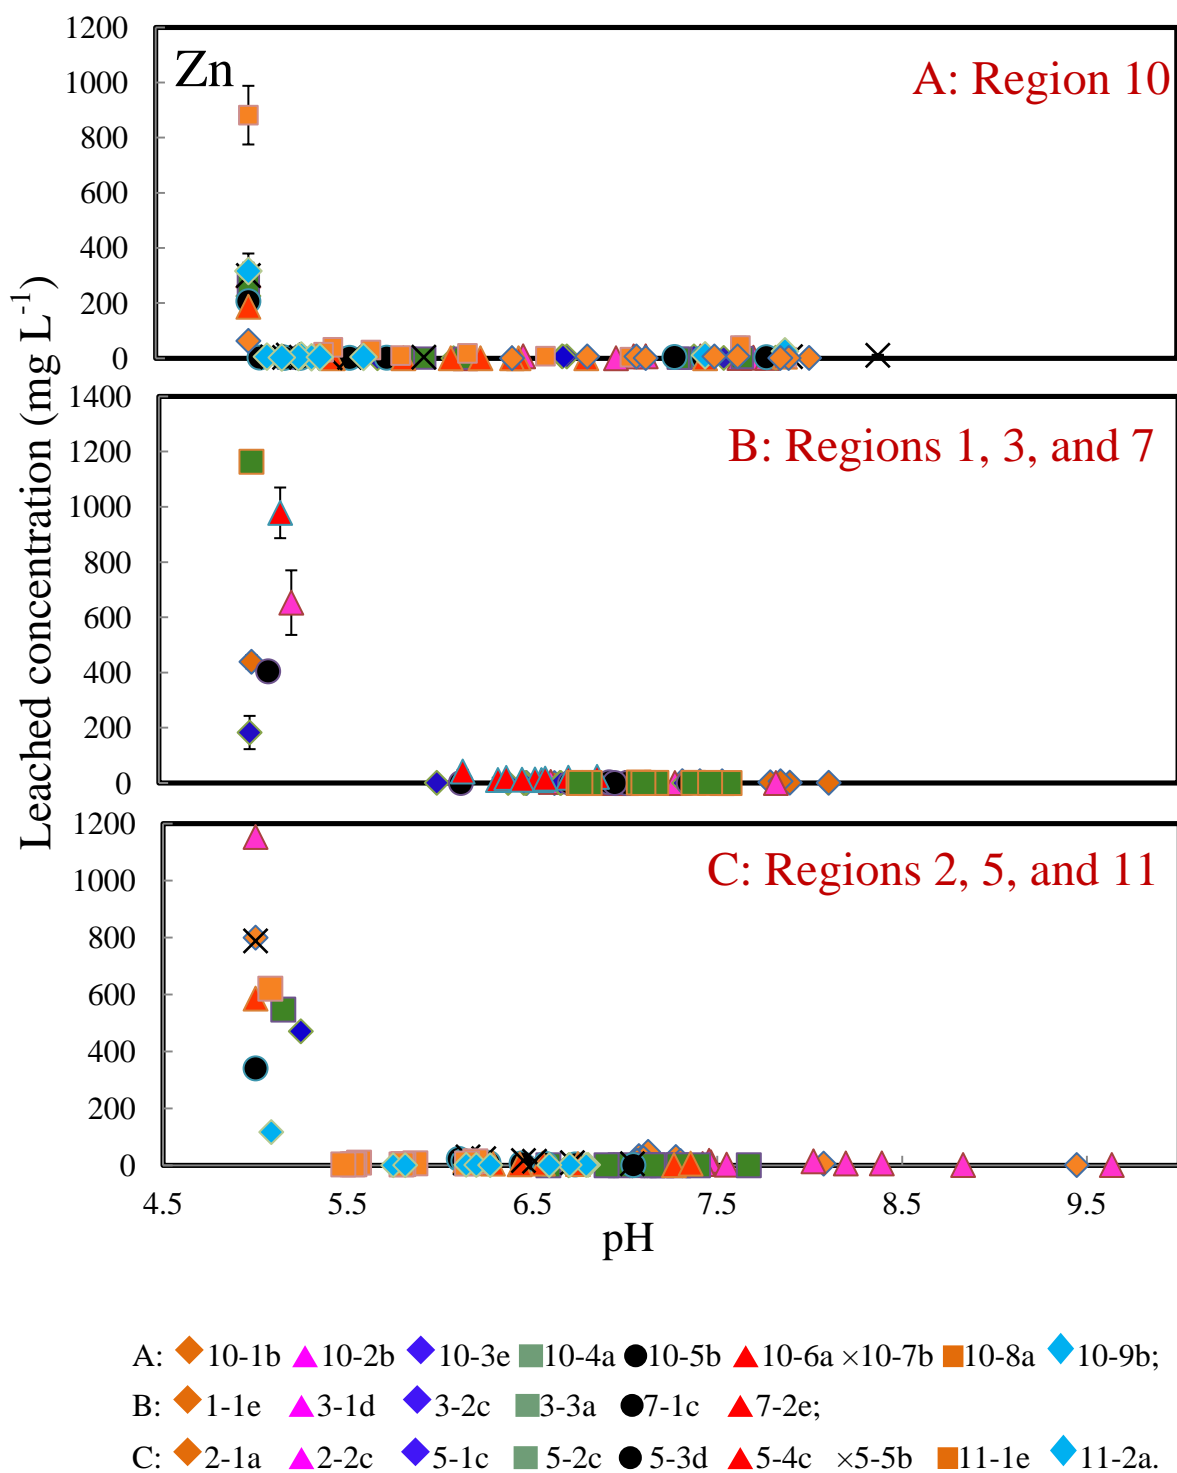 Leached concentration (mg L-1)
1200
1000
800
600
400
200
0
Zn
A: Region 10
1400
1200
1000
800
600
400
200
0
B: Regions 1, 3, and 7
1200
1000
800
600
400
200
0
C: Regions 2, 5, and 11
4.5 5.5 6.5 7.5 8.5 9.5
pH
A: 10-1b 10-2b 10-3e 10-4a 10-5b 10-6a ×10-7b 10-8a 10-9b;
B: 1-1e 3-1d 3-2c 3-3a 7-1c 7-2e;
C: 2-1a 2-2c 5-1c 5-2c 5-3d 5-4c ×5-5b 11-1e 11-2a.